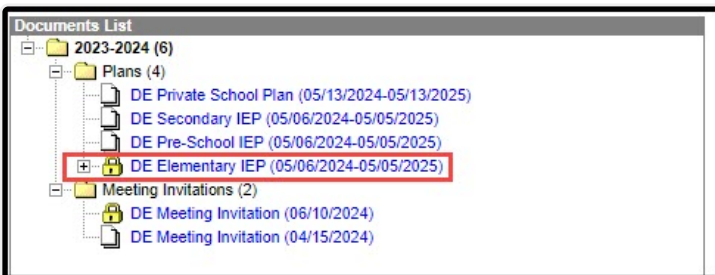 Documents List
2023-2024 (6)
Plans (4)
DE Private School Plan (05/13/2024-05/13/2025)
DE Secondary IEP (05/06/2024-05/05/2025)
DE Pre-School IEP (05/06/2024-05/05/2025)
DE Elementary IEP (05/06/2024-05/05/2025)
Meeting Invitations (2)
DE Meeting Invitation (06/10/2024)
DE Meeting Invitation (04/15/2024)